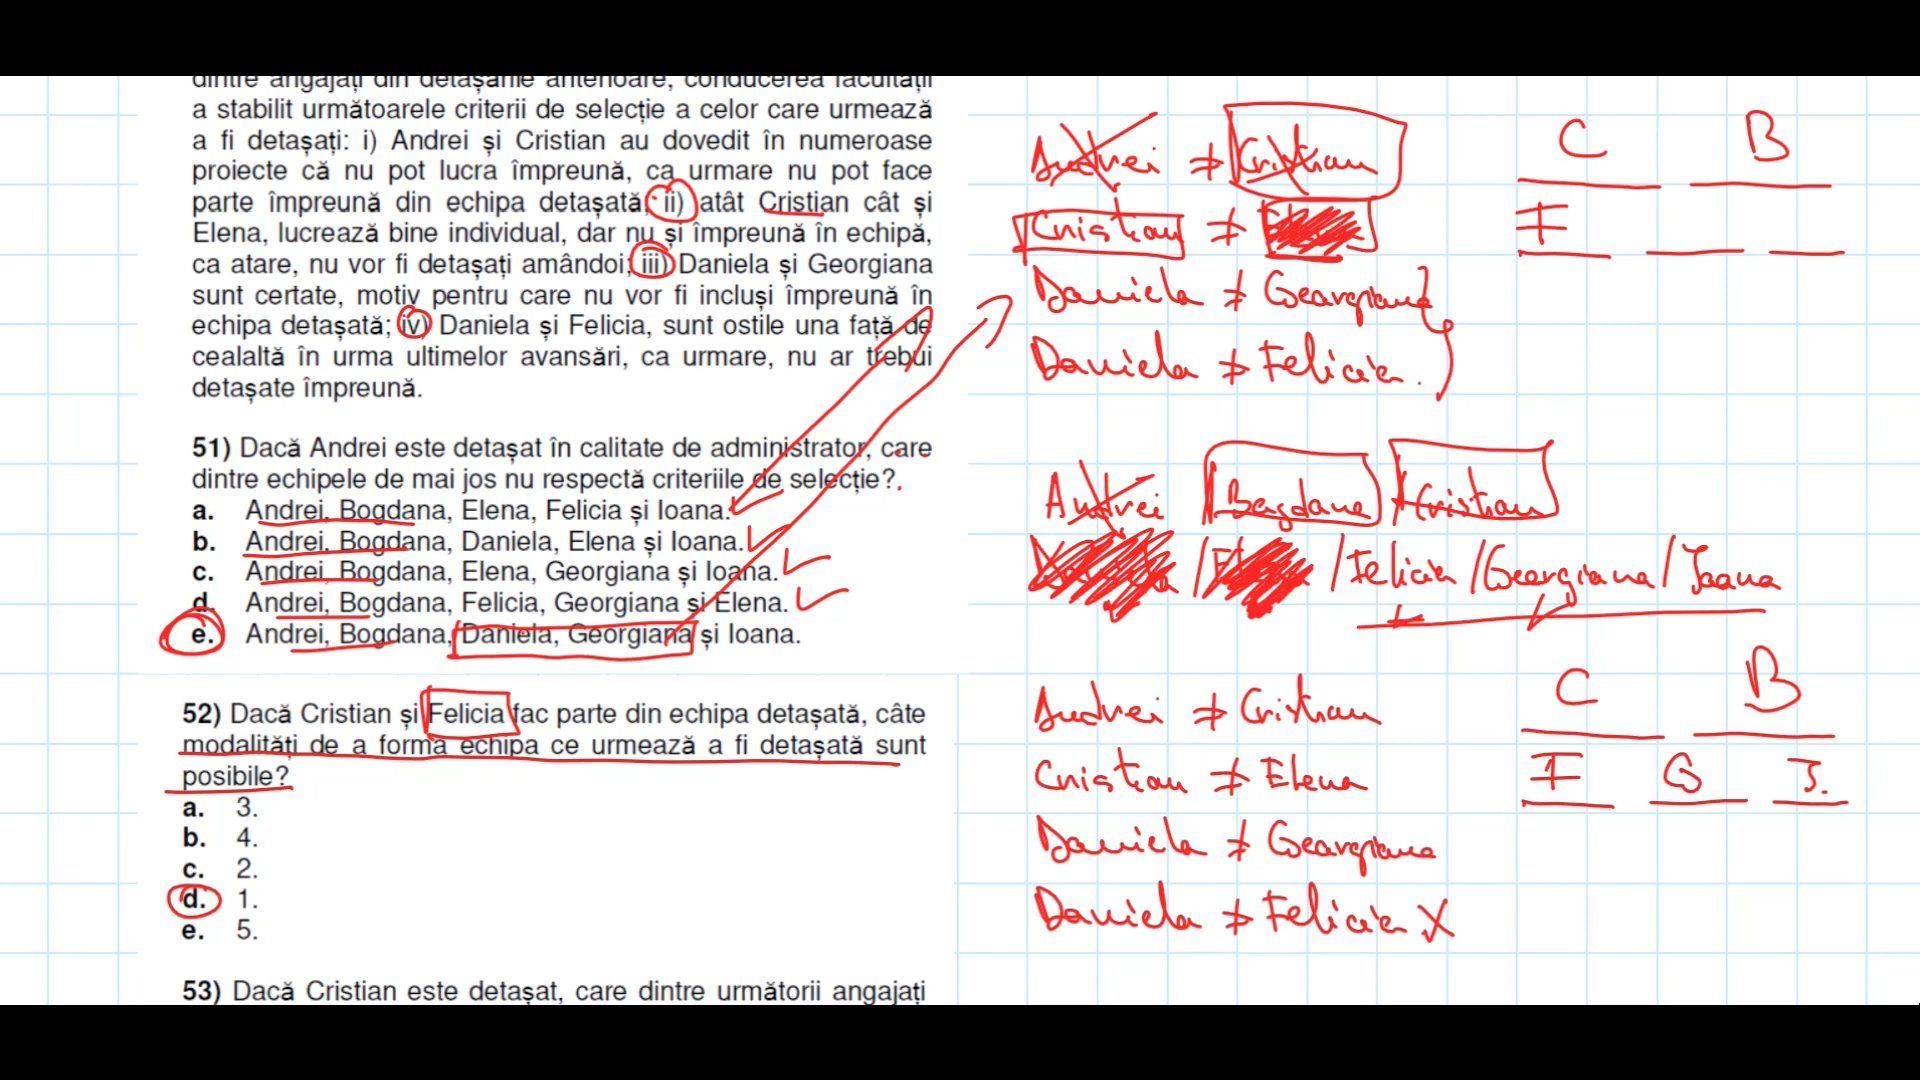 dintre angajați din detașările anterioare, conducerea facultății
a stabilit următoarele criterii de selecție a celor care urmează
a fi detașați: i) Andrei și Cristian au dovedit în numeroase
proiecte că nu pot lucra împreună, ca urmare nu pot face
parte împreună din echipa detașată; ii) atât Cristian cât și
Elena, lucrează bine individual, dar nu și împreună în echipă,
ca atare, nu vor fi detașați amândoi; iii) Daniela și Georgiana
sunt certate, motiv pentru care nu vor fi incluși împreună în
echipa detașată; iv) Daniela și Felicia, sunt ostile una față de
cealaltă în urma ultimelor avansări, ca urmare, nu ar trebui
detașate împreună.
51) Dacă Andrei este detașat în calitate de administrator, care
dintre echipele de mai jos nu respectă criteriile de selecție?
a. Andrei, Bogdana, Elena, Felicia și Ioana.
b. Andrei, Bogdana, Daniela, Elena și Ioana.
c. Andrei, Bogdana, Elena, Georgiana și Ioana.
d. Andrei, Bogdana, Felicia, Georgiana și Elena.
e. Andrei, Bogdana, Daniela, Georgiana și Ioana.
52) Dacă Cristian și Felicia fac parte din echipa detașată, câte
modalități de a forma echipa ce urmează a fi detașată sunt
posibile?
a. 3.
b. 4.
c. 2.
d. 1.
e. 5.
53) Dacă Cristian este detașat, care dintre următorii angajați
Andrei ≠ Cristian
Cristian ≠
Daniela ≠ Georgiana
Daniela ≠ Felicia.
C B
F
Andrei Bogdana Cristian
/ / Felicia / Georgiana / Ioana
Andrei ≠ Cristian
Cristian ≠ Elena
Daniela ≠ Georgiana
Daniela ≠ Felicia X
C B
F G I.